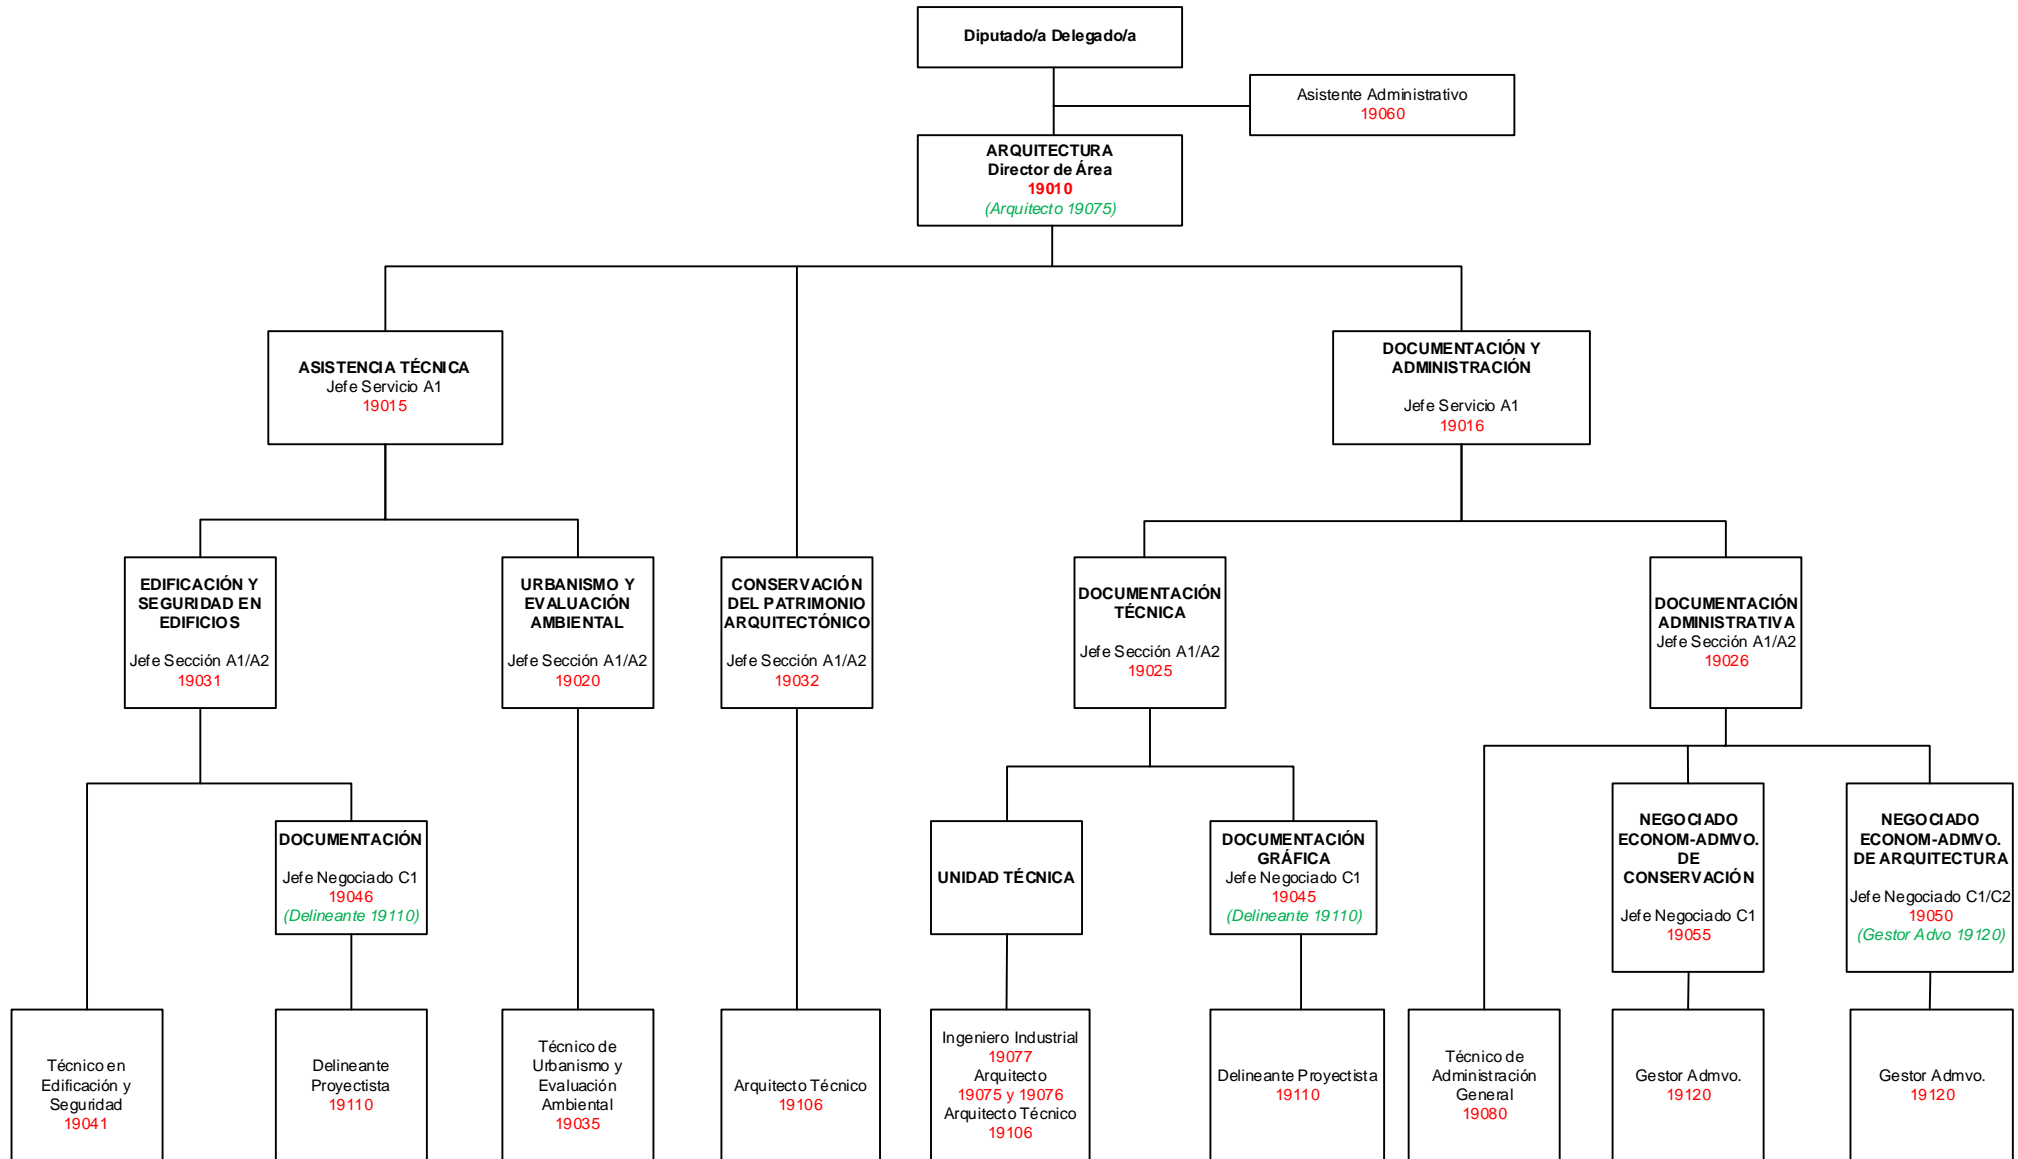 Diputado/a Delegado/a
Asistente Administrativo
19060
ARQUITECTURA
Director de Área
19010
(Arquitecto 19075)
ASISTENCIA TÉCNICA
Jefe Servicio A1
19015
DOCUMENTACIÓN Y
ADMINISTRACIÓN
Jefe Servicio A1
19016
EDIFICACIÓN Y
SEGURIDAD EN
EDIFICIOS
Jefe Sección A1/A2
19031
URBANISMO Y
EVALUACIÓN
AMBIENTAL
Jefe Sección A1/A2
19020
CONSERVACIÓN
DEL PATRIMONIO
ARQUITECTÓNICO
Jefe Sección A1/A2
19032
DOCUMENTACIÓN
TÉCNICA
Jefe Sección A1/A2
19025
DOCUMENTACIÓN
ADMINISTRATIVA
Jefe Sección A1/A2
19026
DOCUMENTACIÓN
Jefe Negociado C1
19046
(Delineante 19110)
UNIDAD TÉCNICA
DOCUMENTACIÓN
GRÁFICA
Jefe Negociado C1
19045
(Delineante 19110)
NEGOCIADO
ECONOM-ADMVO.
DE
CONSERVACIÓN
Jefe Negociado C1
19055
NEGOCIADO
ECONOM-ADMVO.
DE ARQUITECTURA
Jefe Negociado C1/C2
19050
(Gestor Advo 19120)
Técnico en
Edificación y
Seguridad
19041
Delineante
Proyectista
19110
Técnico de
Urbanismo y
Evaluación
Ambiental
19035
Arquitecto Técnico
19106
Ingeniero Industrial
19077
Arquitecto
19075 y 19076
Arquitecto Técnico
19106
Delineante Proyectista
19110
Técnico de
Administración
General
19080
Gestor Admvo.
19120
Gestor Admvo.
19120